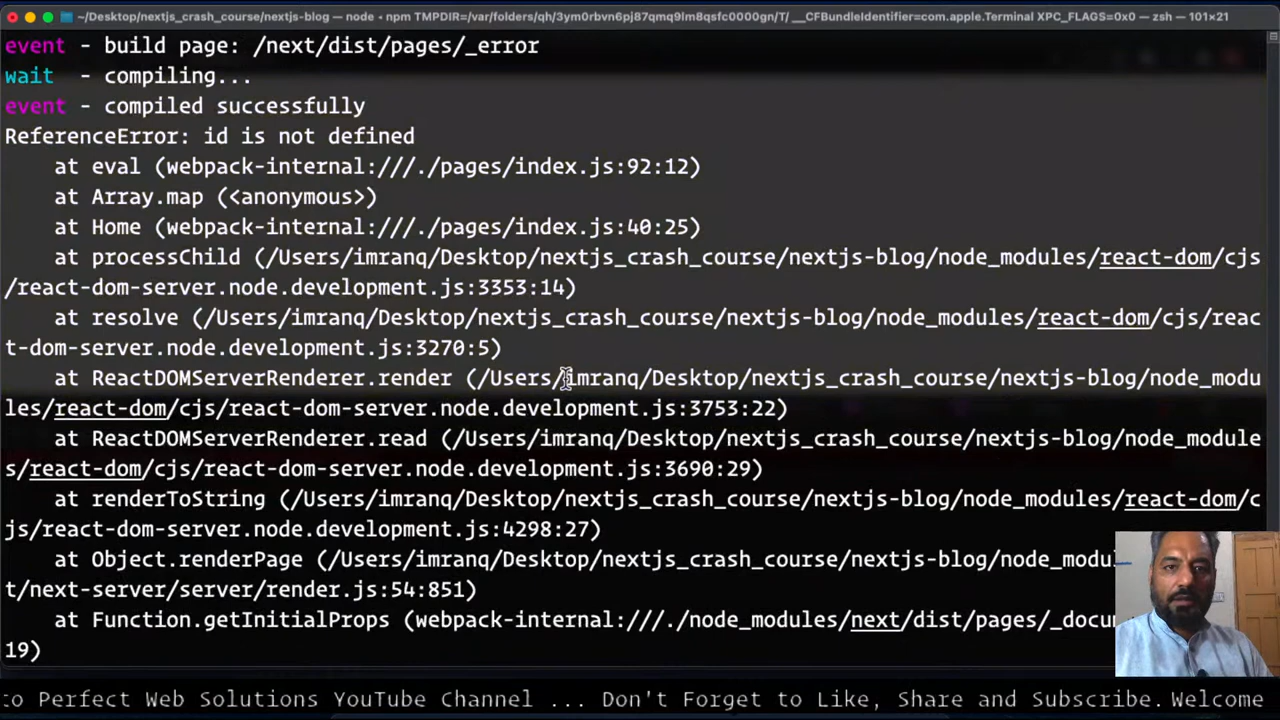 ~/Desktop/nextjs_crash_course/nextjs-blog — node ◂ npm TMPDIR=/var/folders/qh/3ym0rbvn6pj87qmq9lm8qsfc0000gn/T/ __CFBundleIdentifier=com.apple.Terminal XPC_FLAGS=0x0 — zsh — 101×21
event - build page: /next/dist/pages/_error
wait  - compiling...
event - compiled successfully
ReferenceError: id is not defined
    at eval (webpack-internal:///./pages/index.js:92:12)
    at Array.map (<anonymous>)
    at Home (webpack-internal:///./pages/index.js:40:25)
    at processChild (/Users/imranq/Desktop/nextjs_crash_course/nextjs-blog/node_modules/react-dom/cjs
/react-dom-server.node.development.js:3353:14)
    at resolve (/Users/imranq/Desktop/nextjs_crash_course/nextjs-blog/node_modules/react-dom/cjs/reac
t-dom-server.node.development.js:3270:5)
    at ReactDOMServerRenderer.render (/Users/imranq/Desktop/nextjs_crash_course/nextjs-blog/node_modu
les/react-dom/cjs/react-dom-server.node.development.js:3753:22)
    at ReactDOMServerRenderer.read (/Users/imranq/Desktop/nextjs_crash_course/nextjs-blog/node_module
s/react-dom/cjs/react-dom-server.node.development.js:3690:29)
    at renderToString (/Users/imranq/Desktop/nextjs_crash_course/nextjs-blog/node_modules/react-dom/c
js/react-dom-server.node.development.js:4298:27)
    at Object.renderPage (/Users/imranq/Desktop/nextjs_crash_course/nextjs-blog/node_modul
t/next-server/server/render.js:54:851)
    at Function.getInitialProps (webpack-internal:///./node_modules/next/dist/pages/_docu
19)
to Perfect Web Solutions YouTube Channel ... Don't Forget to Like, Share and Subscribe. Welcome